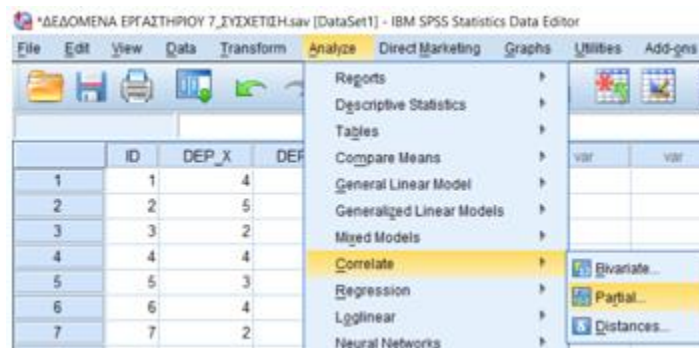 *ΔΕΔΟΜΕΝΑ ΕΡΓΑΣΤΗΡΙΟΥ 7_ΣΥΣΧΕΤΙΣΗ.sav [DataSet1] - IBM SPSS Statistics Data Editor
File Edit View Data Transform Analyze Direct Marketing Graphs Utilities Add-ons
Reports
Descriptive Statistics
Tables
ID DEP_X DEP Compare Means var var
1 1 4 General Linear Model
2 2 5 Generalized Linear Models
3 3 2 Mixed Models
4 4 4 Correlate Bivariate...
5 5 3 Regression Partial...
6 6 4 Loglinear Distances...
7 7 2 Neural Networks